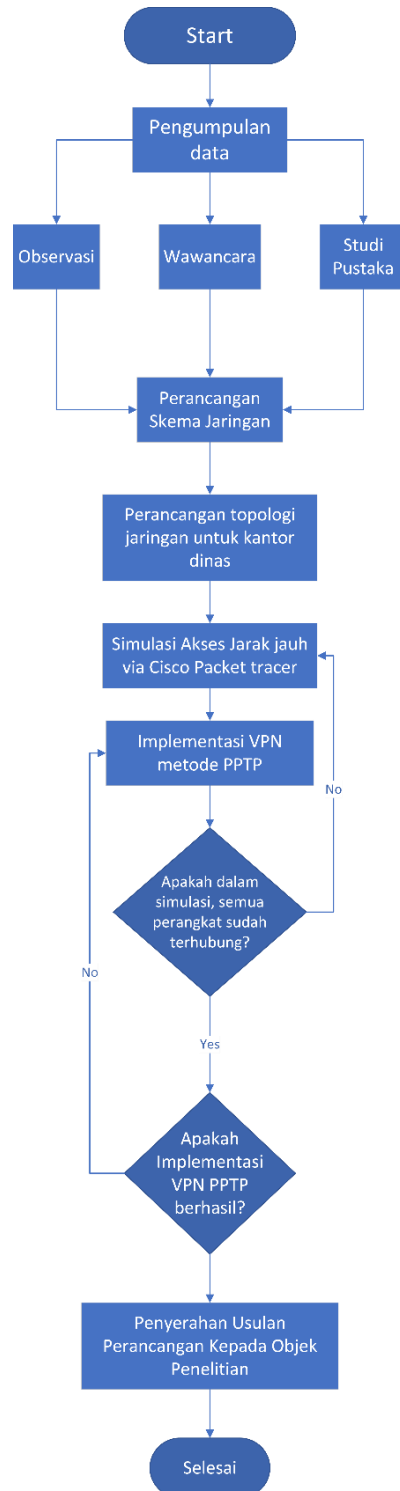 Start
Pengumpulan
data
Observasi
Wawancara
Studi
Pustaka
Perancangan
Skema Jaringan
Perancangan topologi
jaringan untuk kantor
dinas
Simulasi Akses Jarak jauh
via Cisco Packet tracer
Implementasi VPN
metode PPTP
No
Apakah dalam
simulasi, semua
perangkat sudah
terhubung?
No
Yes
Apakah
Implementasi
VPN PPTP
berhasil?
Penyerahan Usulan
Perancangan Kepada Objek
Penelitian
Selesai